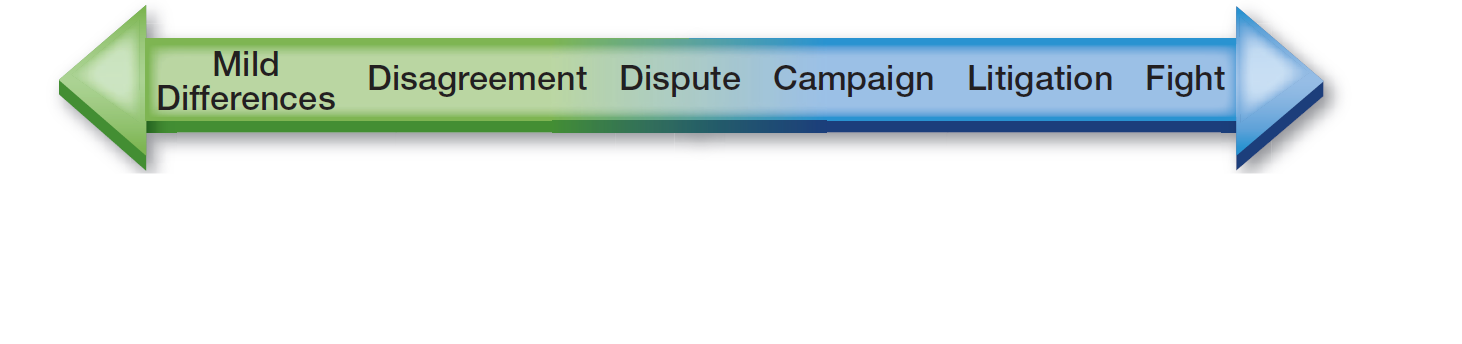 Mild
Differences
Disagreement
Dispute
Campaign
Litigation
Fight